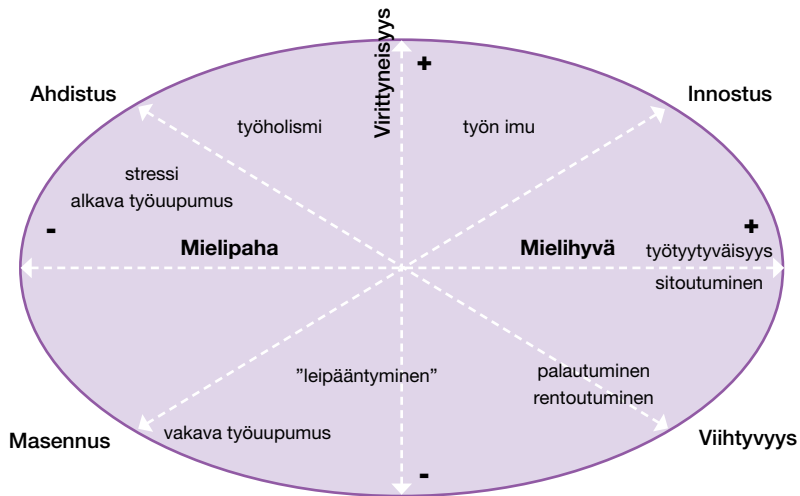 Virittyneisyys
+
Ahdistus
Innostus
työholismi
työn imu
stressi
alkava työuupumus
-
+
Mielipaha
Mielihyvä
työtyytyväisyys
sitoutuminen
"leipääntyminen"
palautuminen
rentoutuminen
Masennus
vakava työuupumus
Viihtyvyys
-